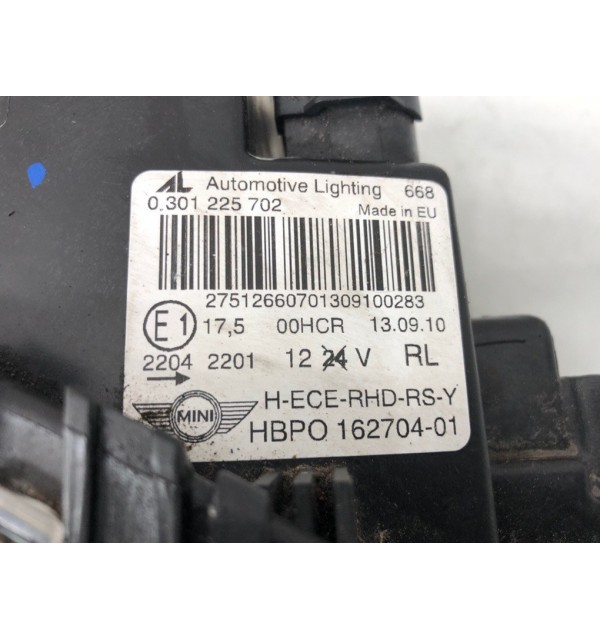 AL Automotive Lighting 668
0.301 225 702 Made in EU
27512660701309100283
E1 17,5 00HCR 13.09.10
2204 2201 12 24 V RL
MINI H-ECE-RHD-RS-Y
HBPO 162704-01